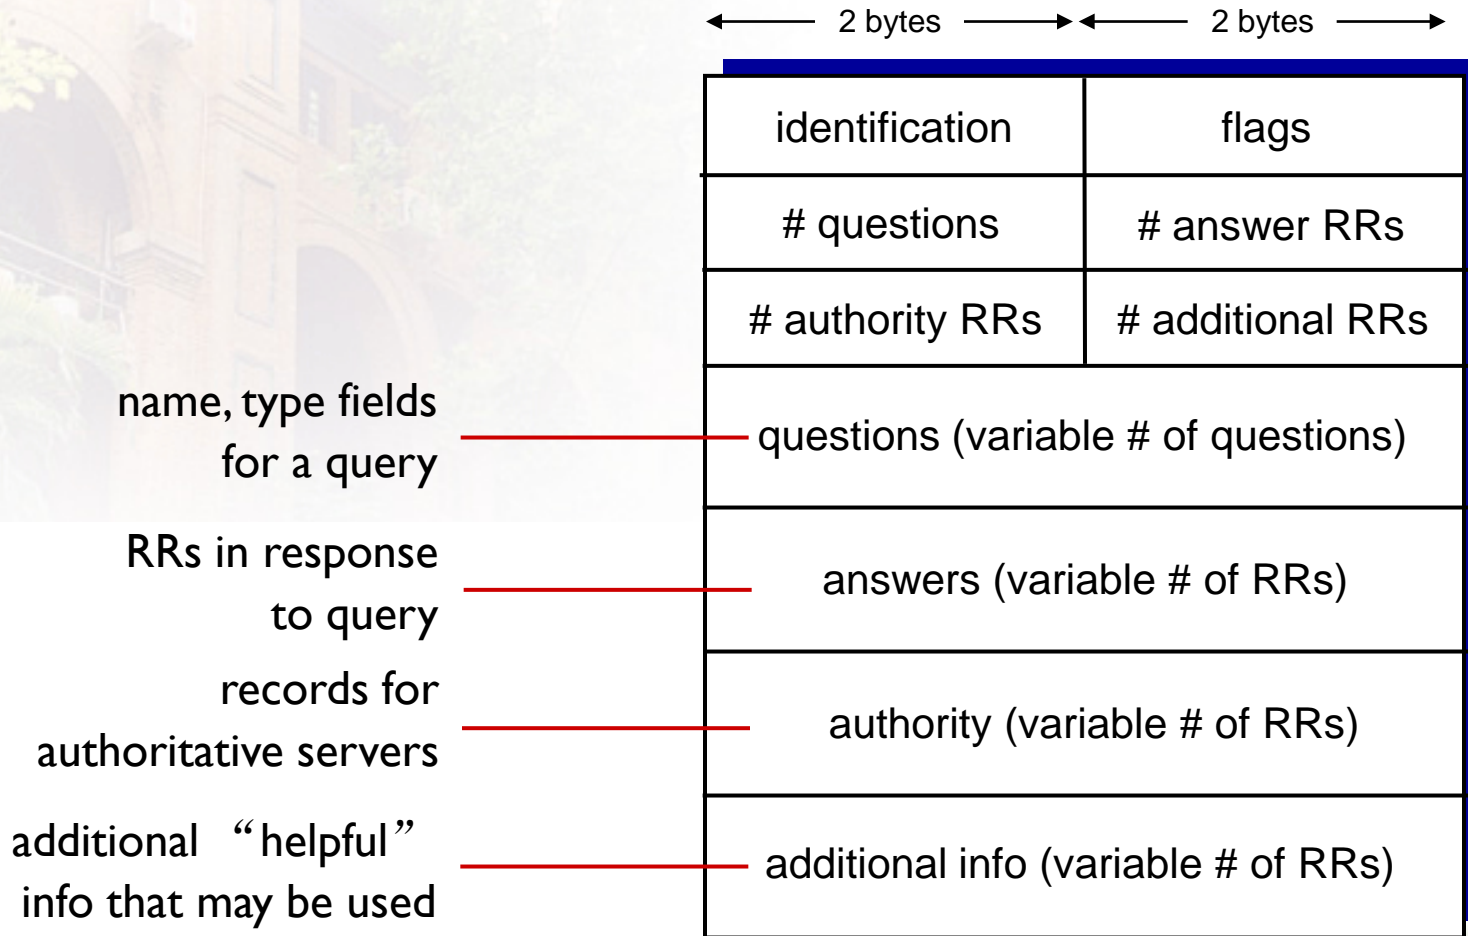 2 bytes 2 bytes
identification flags
# questions # answer RRs
# authority RRs # additional RRs
name, type fields
for a query
questions (variable # of questions)
RRs in response
to query
answers (variable # of RRs)
records for
authoritative servers
authority (variable # of RRs)
additional “helpful”
info that may be used
additional info (variable # of RRs)